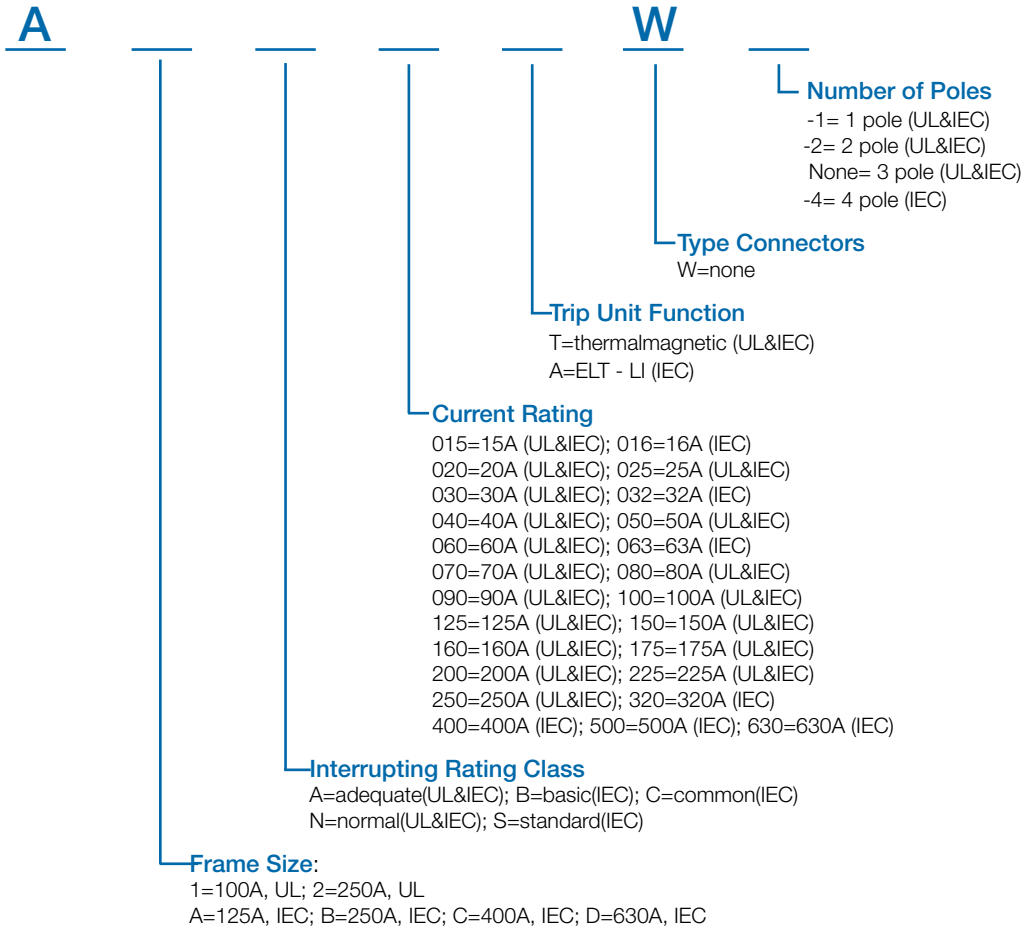 A W
Number of Poles
-1= 1 pole (UL&IEC)
-2= 2 pole (UL&IEC)
None= 3 pole (UL&IEC)
-4= 4 pole (IEC)
Type Connectors
W=none
Trip Unit Function
T=thermalmagnetic (UL&IEC)
A=ELT - LI (IEC)
Current Rating
015=15A (UL&IEC); 016=16A (IEC)
020=20A (UL&IEC); 025=25A (UL&IEC)
030=30A (UL&IEC); 032=32A (IEC)
040=40A (UL&IEC); 050=50A (UL&IEC)
060=60A (UL&IEC); 063=63A (IEC)
070=70A (UL&IEC); 080=80A (UL&IEC)
090=90A (UL&IEC); 100=100A (UL&IEC)
125=125A (UL&IEC); 150=150A (UL&IEC)
160=160A (UL&IEC); 175=175A (UL&IEC)
200=200A (UL&IEC); 225=225A (UL&IEC)
250=250A (UL&IEC); 320=320A (IEC)
400=400A (IEC); 500=500A (IEC); 630=630A (IEC)
Interrupting Rating Class
A=adequate(UL&IEC); B=basic(IEC); C=common(IEC)
N=normal(UL&IEC); S=standard(IEC)
Frame Size:
1=100A, UL; 2=250A, UL
A=125A, IEC; B=250A, IEC; C=400A, IEC; D=630A, IEC